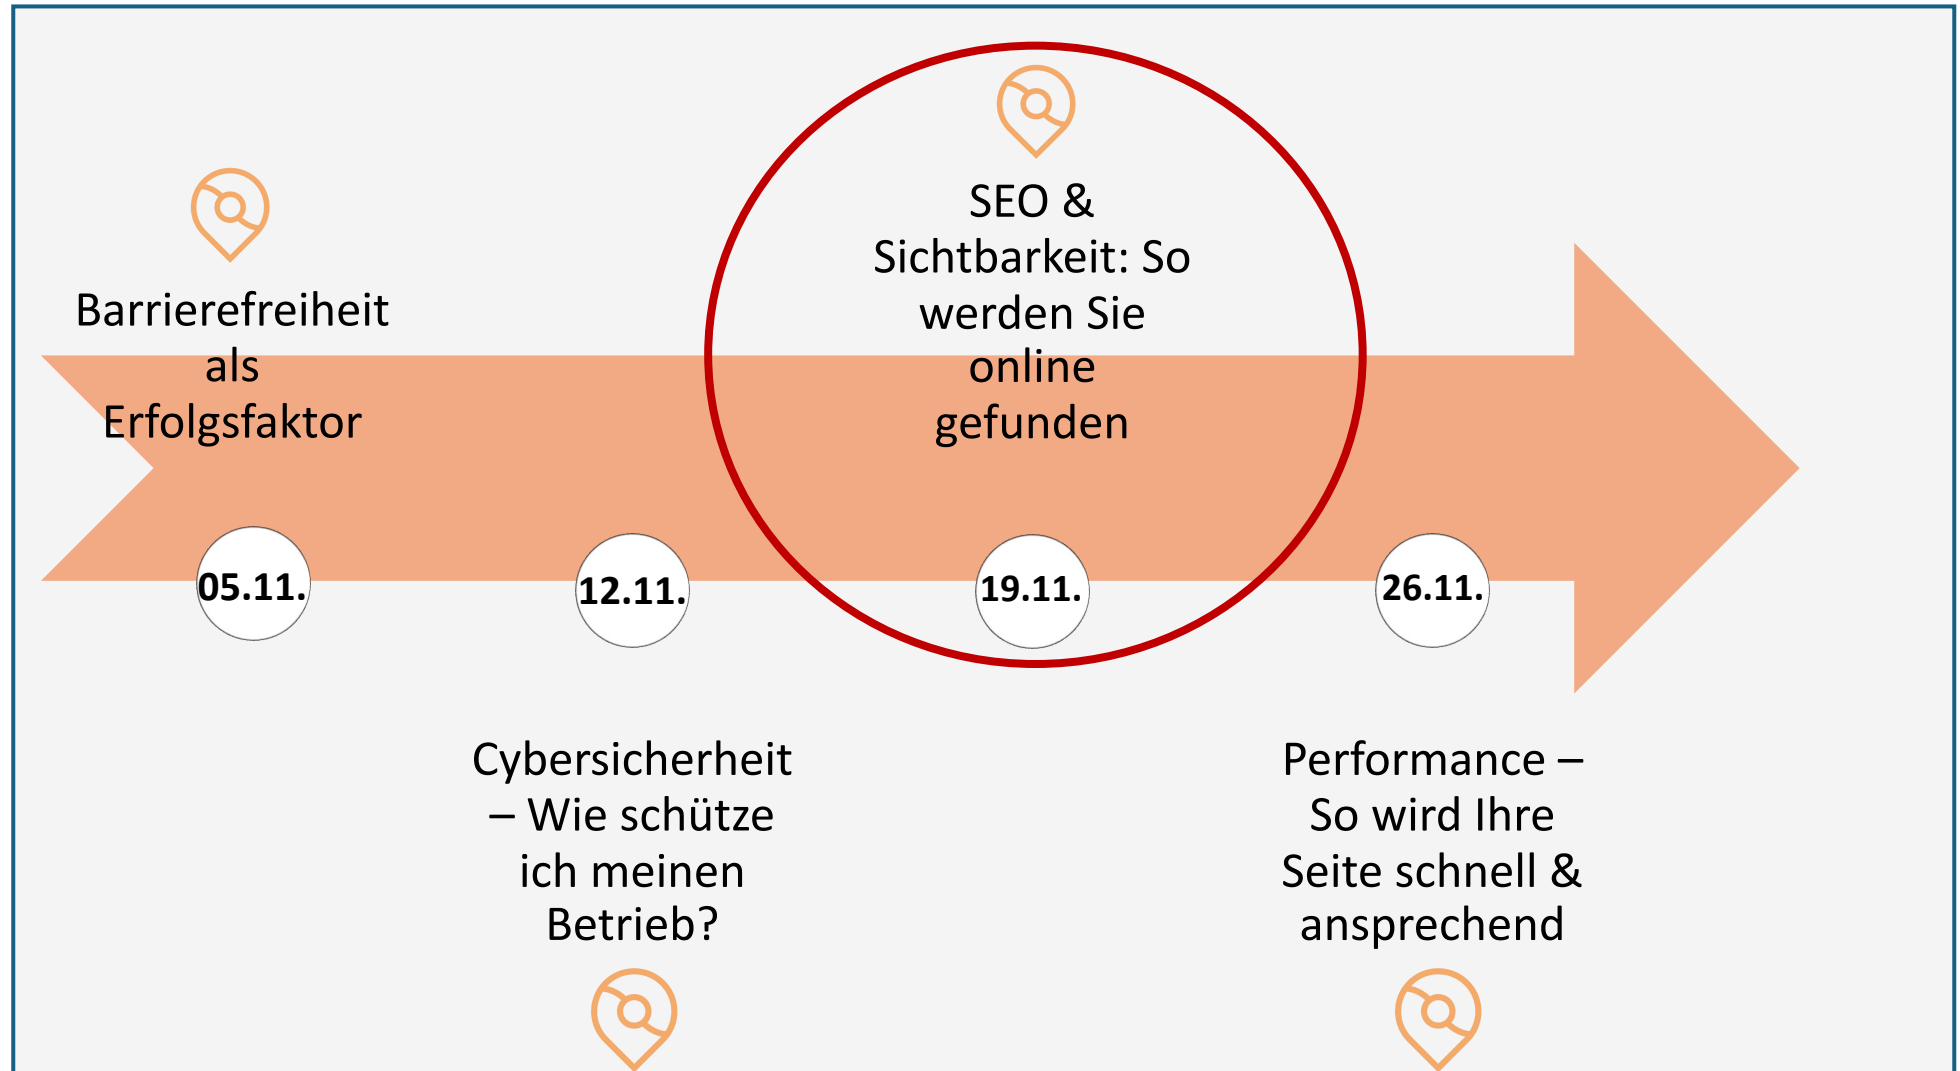 Barrierefreiheit
als
Erfolgsfaktor
05.11.
Cybersicherheit
– Wie schütze
ich meinen
Betrieb?
12.11.
SEO &
Sichtbarkeit: So
werden Sie
online
gefunden
19.11.
Performance –
So wird Ihre
Seite schnell &
ansprechend
26.11.